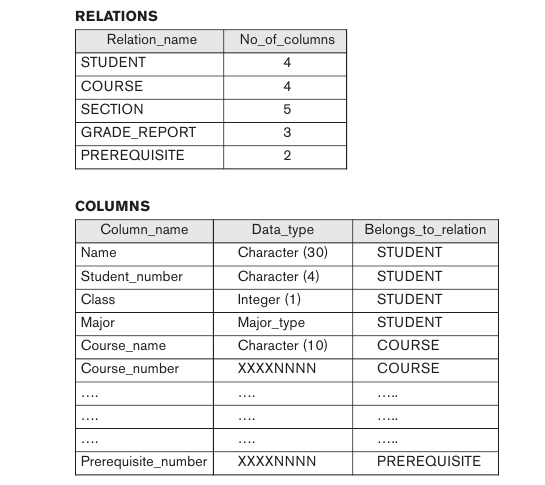 RELATIONS
Relation_name No_of_columns
STUDENT 4
COURSE 4
SECTION 5
GRADE_REPORT 3
PREREQUISITE 2
COLUMNS
Column_name Data_type Belongs_to_relation
Name Character (30) STUDENT
Student_number Character (4) STUDENT
Class Integer (1) STUDENT
Major Major_type STUDENT
Course_name Character (10) COURSE
Course_number XXXXNNNN COURSE
…. …. …..
…. …. …..
…. …. …..
Prerequisite_number XXXXNNNN PREREQUISITE